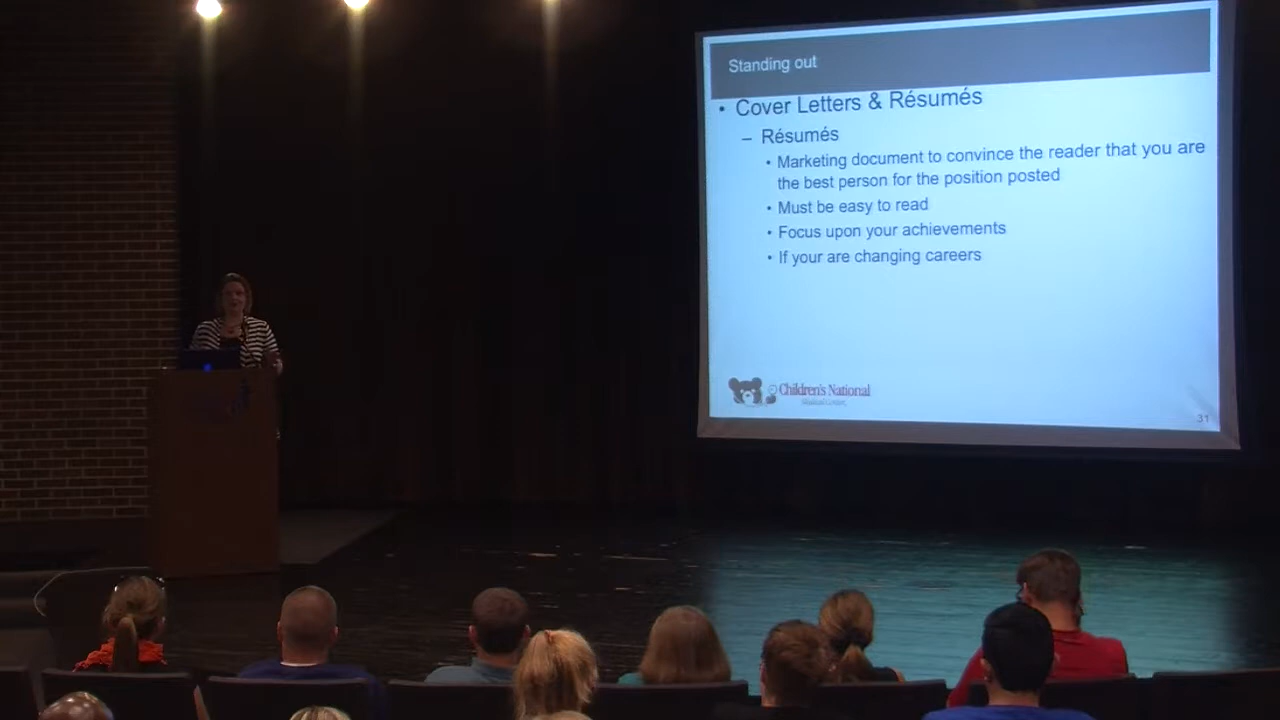 Standing out
• Cover Letters & Résumés
– Résumés
• Marketing document to convince the reader that you are
the best person for the position posted
• Must be easy to read
• Focus upon your achievements
• If your are changing careers
Children's National
Medical Center
31